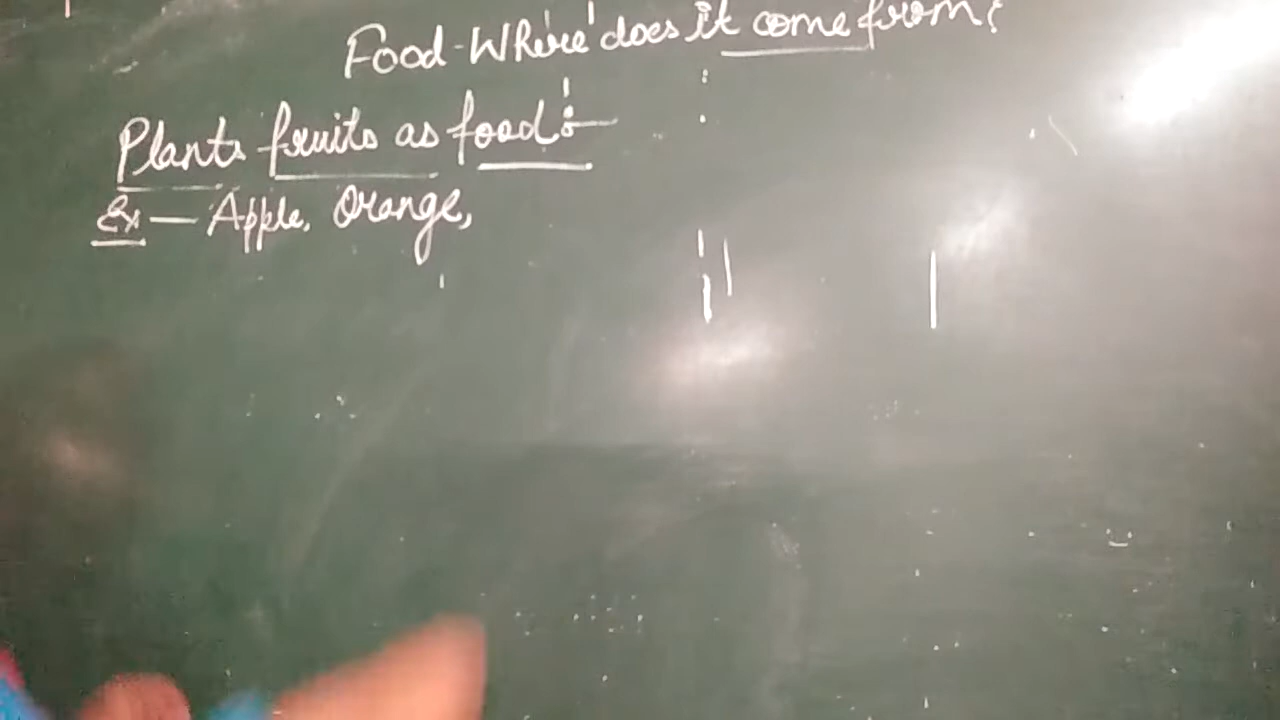 Food-Where does it come from?
Plants fruits as food:-
Ex — Apple, Orange,